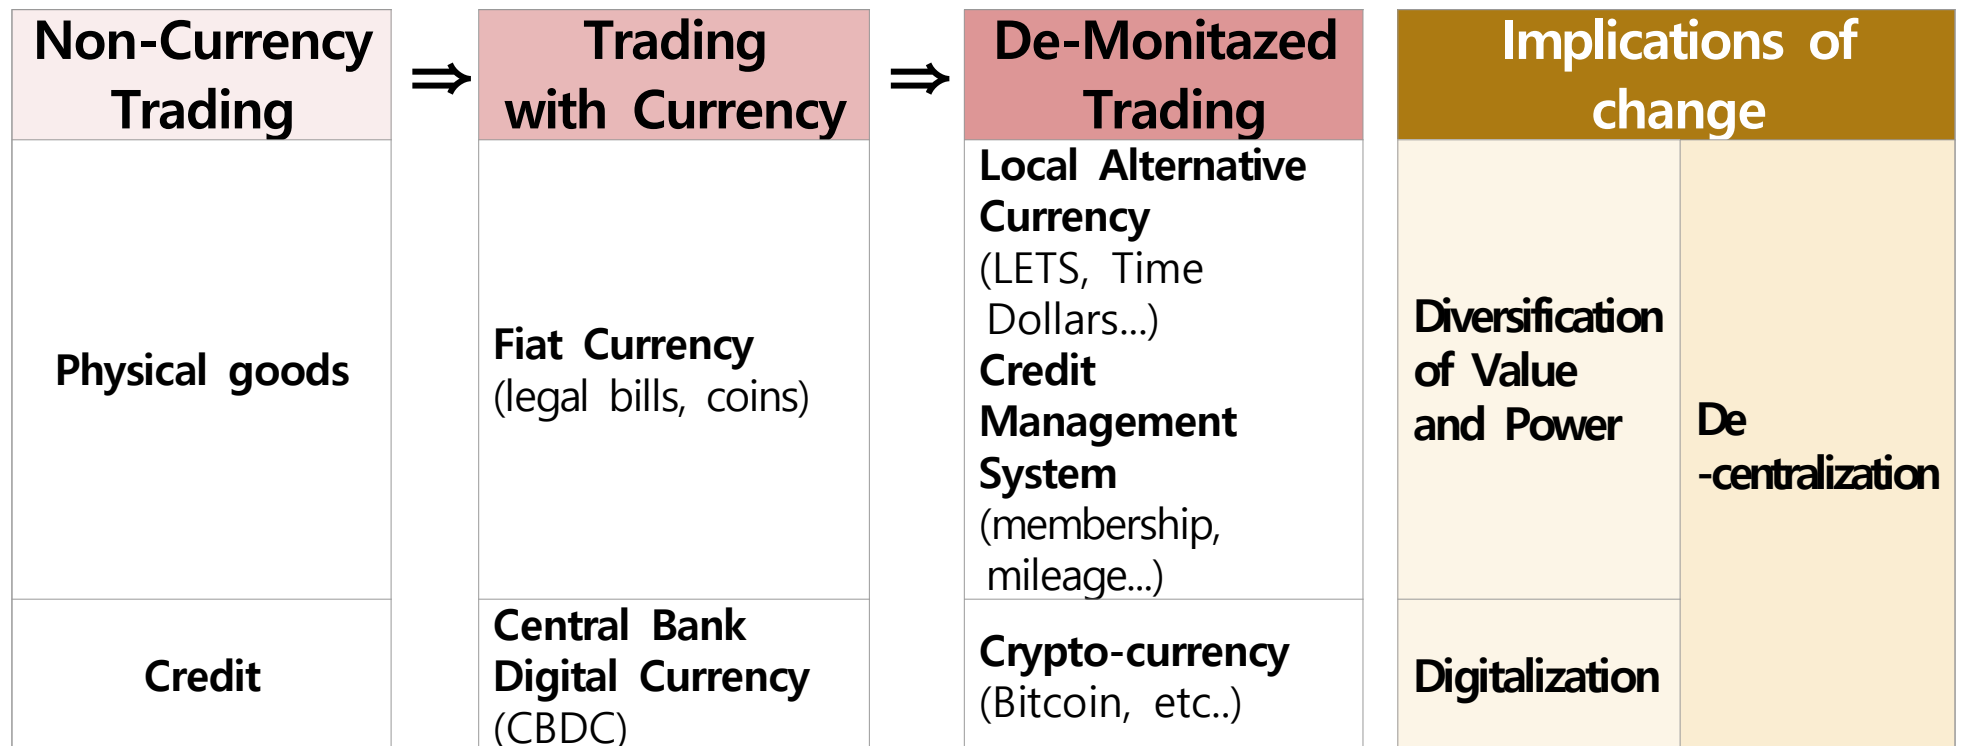 Non-Currency
Trading
⇒
Trading
with Currency
⇒
De-Monitazed
Trading
Implications of
change
Physical goods
Fiat Currency
(legal bills, coins)
Local Alternative
Currency
(LETS, Time
Dollars...)
Credit
Management
System
(membership,
mileage...)
Diversification
of Value
and Power
De
-centralization
Credit
Central Bank
Digital Currency
(CBDC)
Crypto-currency
(Bitcoin, etc..)
Digitalization